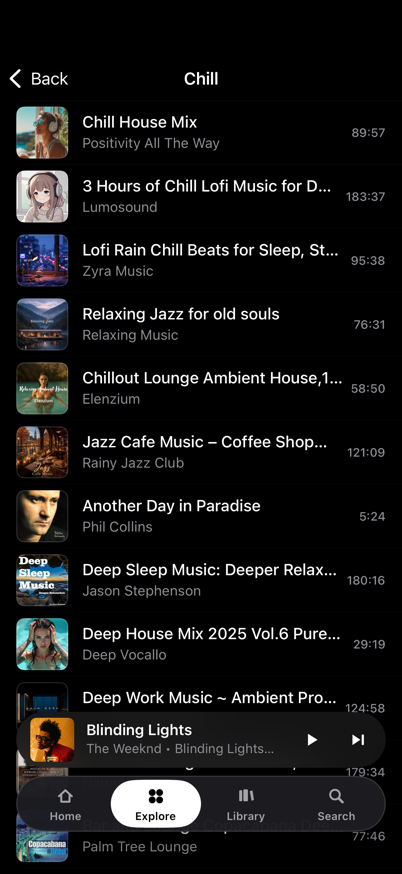 Back
Chill
Chill House Mix
Positivity All The Way
89:57
3 Hours of Chill Lofi Music for D...
Lumosound
183:37
Lofi Rain Chill Beats for Sleep, St...
Zyra Music
95:38
Relaxing Jazz for old souls
Relaxing Music
76:31
Chillout Lounge Ambient House,1...
Elenzium
58:50
Jazz Cafe Music – Coffee Shop...
Rainy Jazz Club
121:09
Another Day in Paradise
Phil Collins
5:24
Deep
Sleep
Music
Deep Sleep Music: Deeper Relax...
Jason Stephenson
180:16
Deep House Mix 2025 Vol.6 Pure...
Deep Vocallo
29:19
Deep Work Music ~ Ambient Pro...
124:58
Blinding Lights
The Weeknd • Blinding Lights...
179:34
Home
Explore
Library
Search
Copacabana
77:46
Palm Tree Lounge